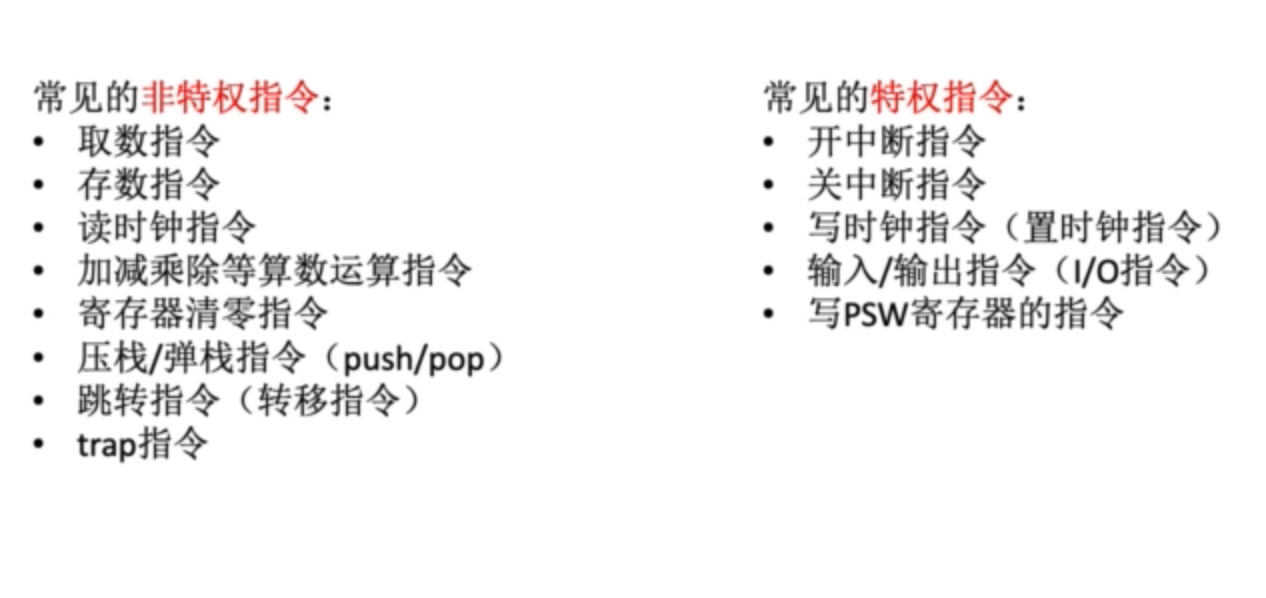 常见的非特权指令：
• 取数指令
• 存数指令
• 读时钟指令
• 加减乘除等算数运算指令
• 寄存器清零指令
• 压栈/弹栈指令（push/pop）
• 跳转指令（转移指令）
• trap指令
常见的特权指令：
• 开中断指令
• 关中断指令
• 写时钟指令（置时钟指令）
• 输入/输出指令（I/O指令）
• 写PSW寄存器的指令